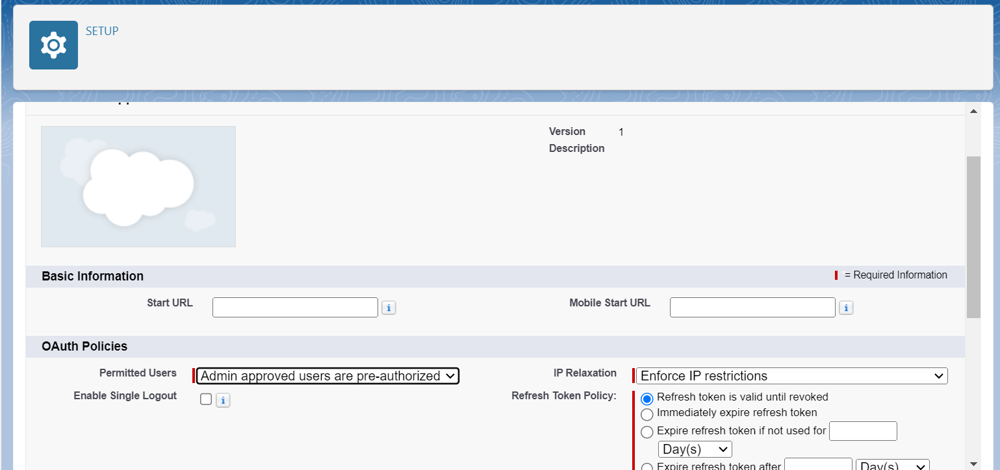 SETUP
Version 1
Description
Basic Information
= Required Information
Start URL
Mobile Start URL
OAuth Policies
Permitted Users Admin approved users are pre-authorized
IP Relaxation Enforce IP restrictions
Enable Single Logout
Refresh Token Policy: Refresh token is valid until revoked
Immediately expire refresh token
Expire refresh token if not used for
Day(s)
Expire refresh token after Day(s)